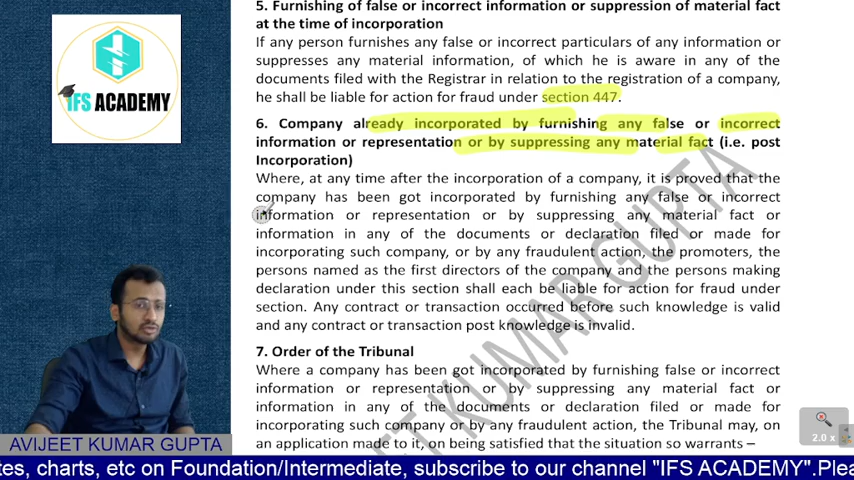 5. Furnishing of false or incorrect information or suppression of material fact
at the time of incorporation
If any person furnishes any false or incorrect particulars of any information or
suppresses any material information, of which he is aware in any of the
documents filed with the Registrar in relation to the registration of a company,
he shall be liable for action for fraud under section 447.
6. Company already incorporated by furnishing any false or incorrect
information or representation or by suppressing any material fact (i.e. post
Incorporation)
Where, at any time after the incorporation of a company, it is proved that the
company has been got incorporated by furnishing any false or incorrect
information or representation or by suppressing any material fact or
information in any of the documents or declaration filed or made for
incorporating such company, or by any fraudulent action, the promoters, the
persons named as the first directors of the company and the persons making
declaration under this section shall each be liable for action for fraud under
section. Any contract or transaction occurred before such knowledge is valid
and any contract or transaction post knowledge is invalid.
7. Order of the Tribunal
Where a company has been got incorporated by furnishing false or incorrect
information or representation or by suppressing any material fact or
information in any of the documents or declaration filed or made for
incorporating such company or by any fraudulent action, the Tribunal may, on
an application made to it, on being satisfied that the situation so warrants –
IFS ACADEMY
ET KUMAR GUPTA
2.0 x
AVIJEET KUMAR GUPTA
tes, charts, etc on Foundation/Intermediate, subscribe to our channel "IFS ACADEMY".Plea